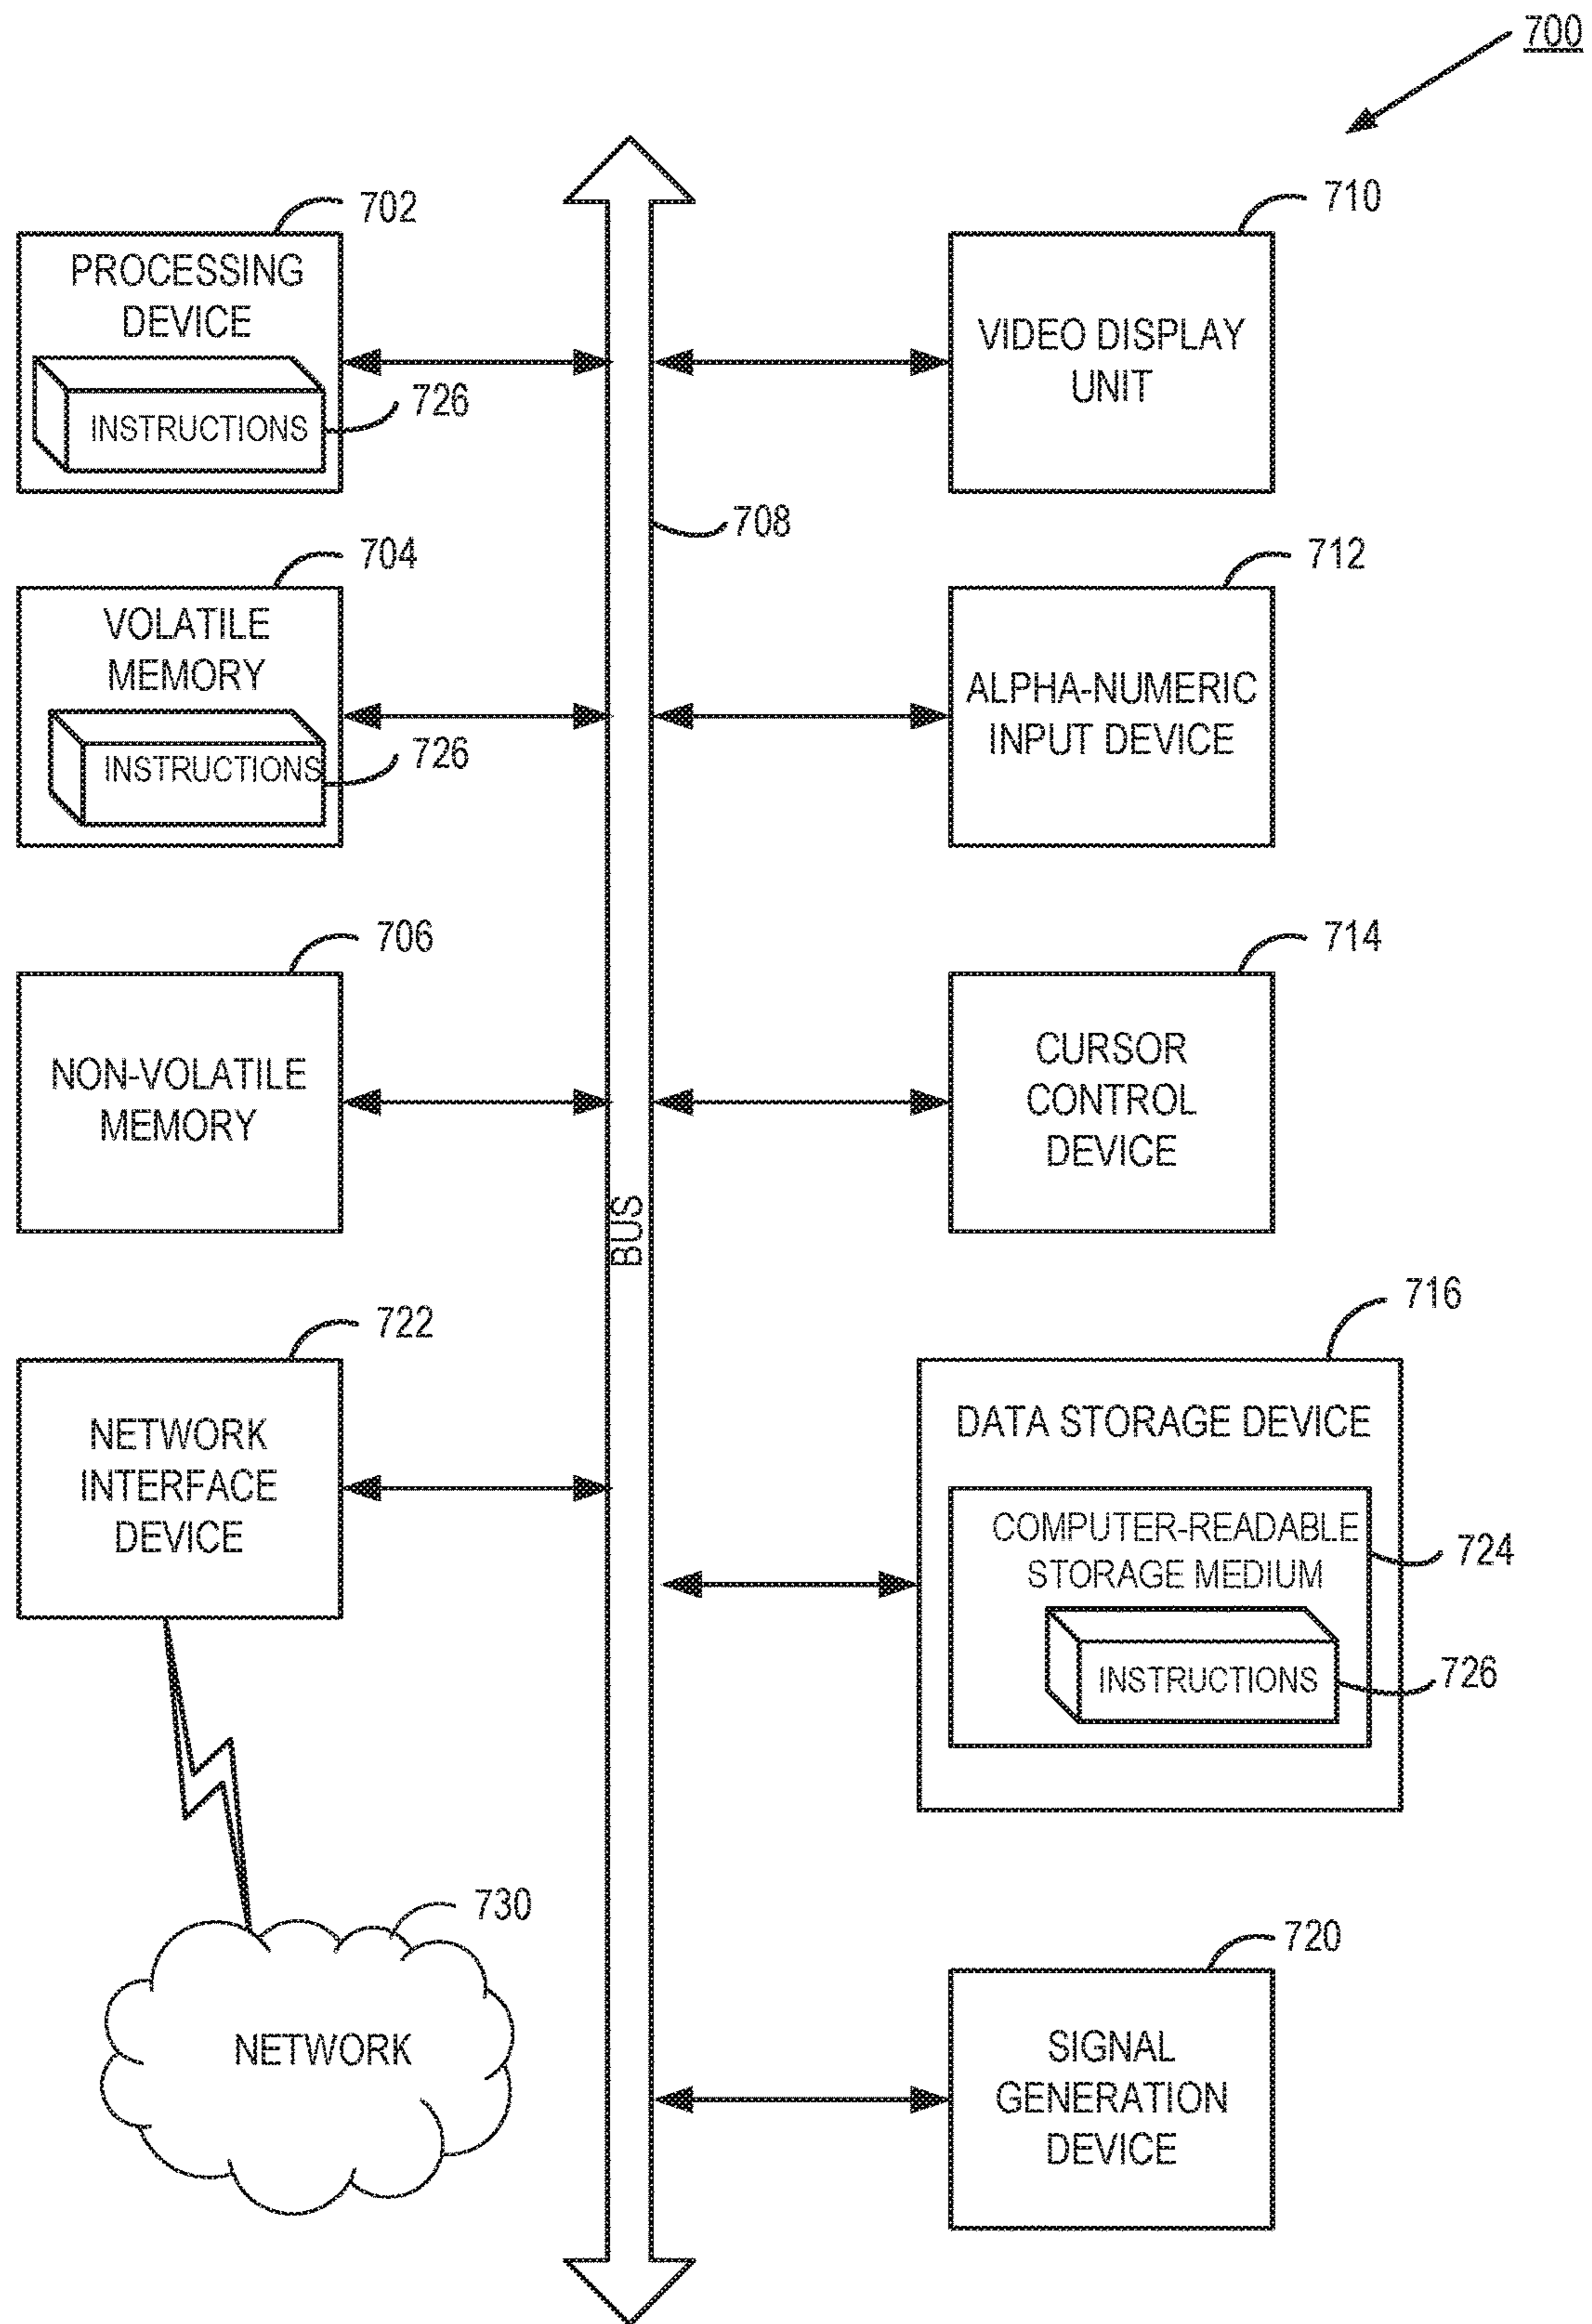 700
702
PROCESSING
DEVICE
INSTRUCTIONS
726
710
VIDEO DISPLAY
UNIT
708
704
VOLATILE
MEMORY
INSTRUCTIONS
726
712
ALPHA-NUMERIC
INPUT DEVICE
706
NON-VOLATILE
MEMORY
714
CURSOR
CONTROL
DEVICE
BUS
722
NETWORK
INTERFACE
DEVICE
716
DATA STORAGE DEVICE
COMPUTER-READABLE
STORAGE MEDIUM
724
INSTRUCTIONS
726
730
NETWORK
720
SIGNAL
GENERATION
DEVICE